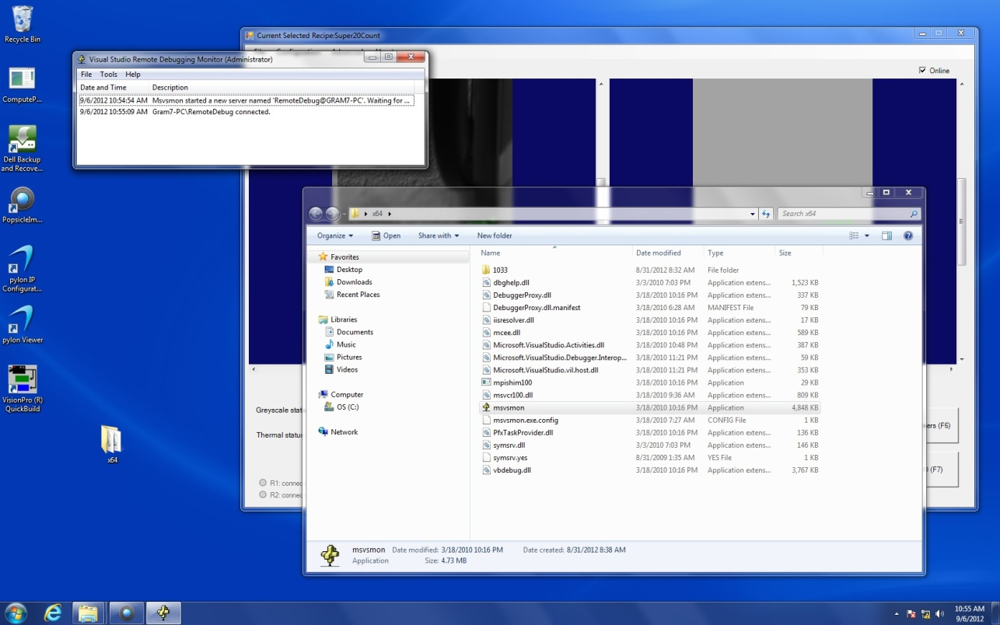 Recycle Bin
ComputeP...
Dell Backup
and Recove...
PopsicleIm...
pylon IP
Configurat...
pylon Viewer
VisionPro (R)
QuickBuild
x64
Current Selected Recipe:Super20Count
Online
Visual Studio Remote Debugging Monitor (Administrator)
File Tools Help
Date and Time Description
9/6/2012 10:54:54 AM Msvsmon started a new server named 'RemoteDebug@GRAM7-PC'. Waiting for ...
9/6/2012 10:55:09 AM Gram7-PC\RemoteDebug connected.
x64 Search x64
Organize Open Share with New folder
Favorites
Desktop
Downloads
Recent Places
Libraries
Documents
Music
Pictures
Videos
Computer
OS (C:)
Network
Name Date modified Type Size
1033 8/31/2012 8:32 AM File folder
dbghelp.dll 3/3/2010 7:03 PM Application extens... 1,523 KB
DebuggerProxy.dll 3/18/2010 10:16 PM Application extens... 337 KB
DebuggerProxy.dll.manifest 3/18/2010 6:28 AM MANIFEST File 79 KB
iisresolver.dll 3/18/2010 10:16 PM Application extens... 17 KB
mcee.dll 3/18/2010 10:16 PM Application extens... 589 KB
Microsoft.VisualStudio.Activities.dll 3/18/2010 10:48 PM Application extens... 387 KB
Microsoft.VisualStudio.Debugger.Interop... 3/18/2010 11:21 PM Application extens... 59 KB
Microsoft.VisualStudio.vil.host.dll 3/18/2010 11:21 PM Application extens... 353 KB
mpishim100 3/18/2010 10:16 PM Application 29 KB
msvcr100.dll 3/18/2010 9:36 AM Application extens... 809 KB
msvsmon 3/18/2010 10:16 PM Application 4,848 KB
msvsmon.exe.config 3/18/2010 7:27 AM CONFIG File 1 KB
PfxTaskProvider.dll 3/18/2010 10:16 PM Application extens... 136 KB
symsrv.dll 3/3/2010 7:03 PM Application extens... 146 KB
symsrv.yes 8/31/2009 1:35 AM YES File 1 KB
vbdebug.dll 3/18/2010 10:16 PM Application extens... 3,767 KB
msvsmon Date modified: 3/18/2010 10:16 PM Date created: 8/31/2012 8:38 AM
Application Size: 4.73 MB
Greyscale stat
Thermal status
R1: connec
R2: connec
ers (F6)
(F7)
10:55 AM
9/6/2012